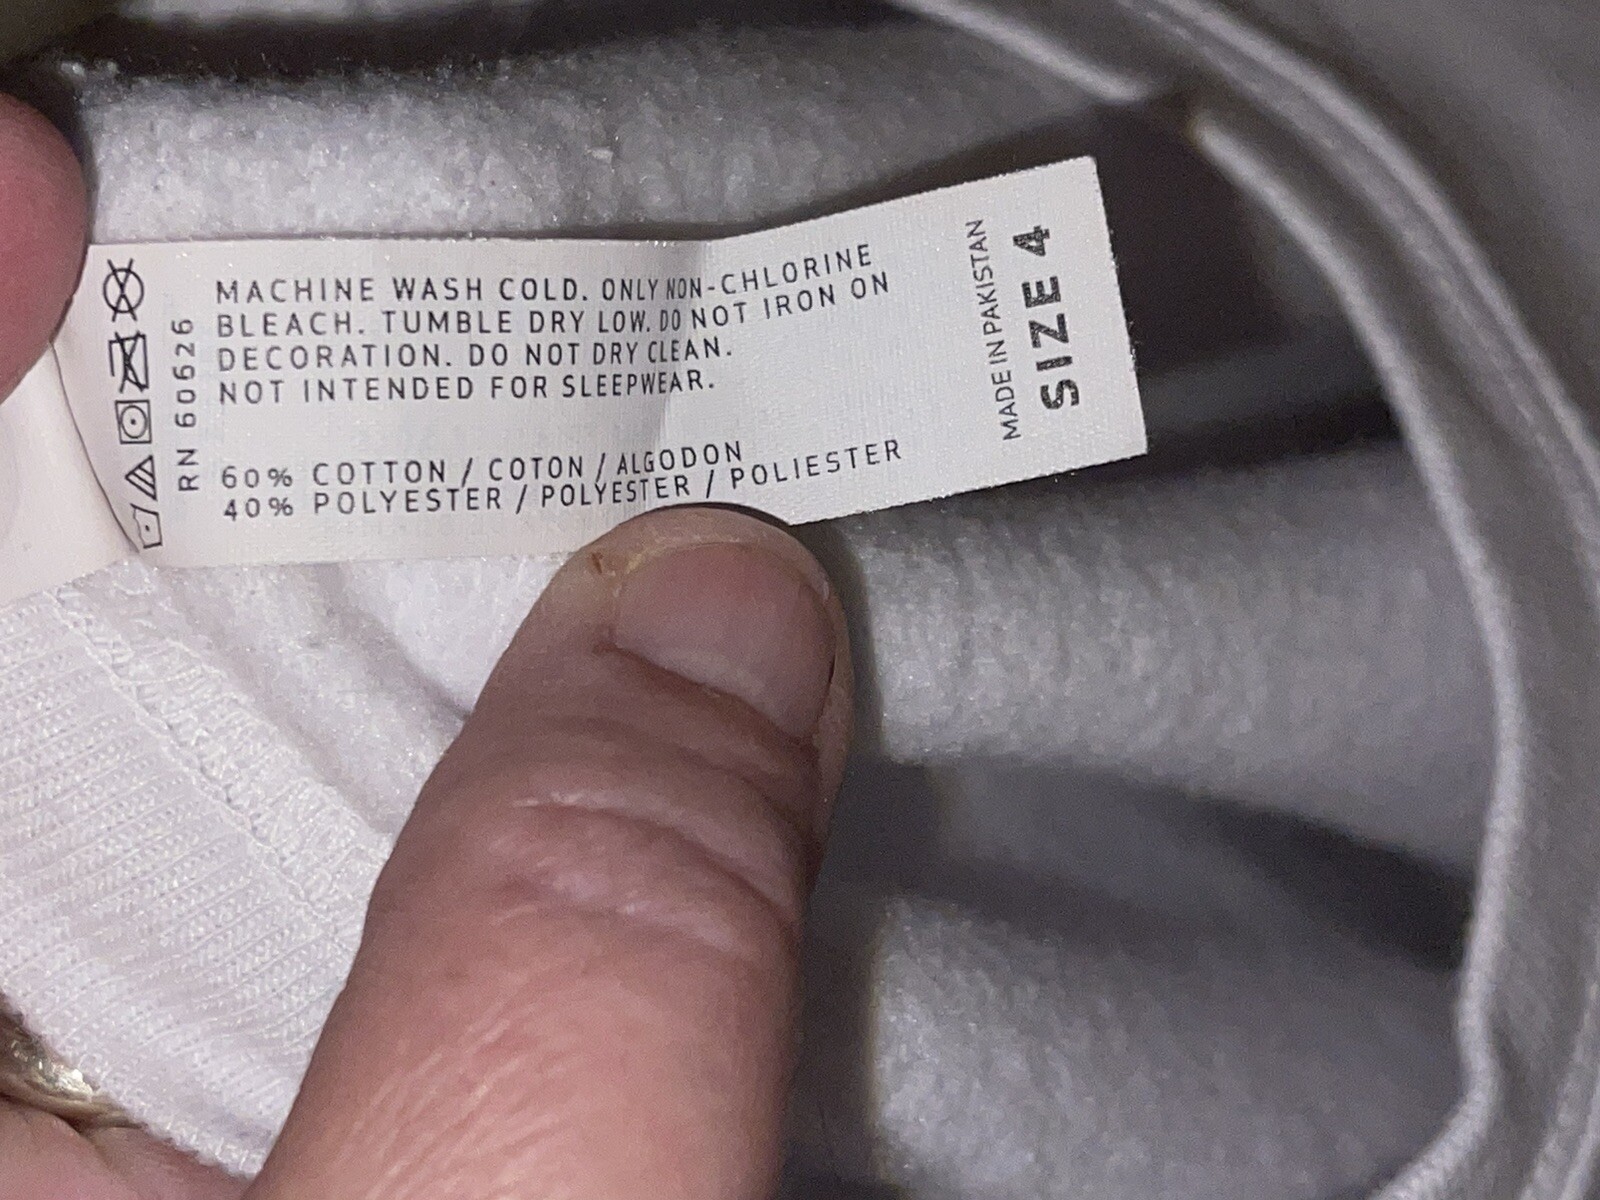 RN 60626
MACHINE WASH COLD. ONLY NON-CHLORINE
BLEACH. TUMBLE DRY LOW. DO NOT IRON ON
DECORATION. DO NOT DRY CLEAN.
NOT INTENDED FOR SLEEPWEAR.
60% COTTON / COTON / ALGODON
40% POLYESTER / POLYESTER / POLIESTER
MADE IN PAKISTAN
SIZE 4